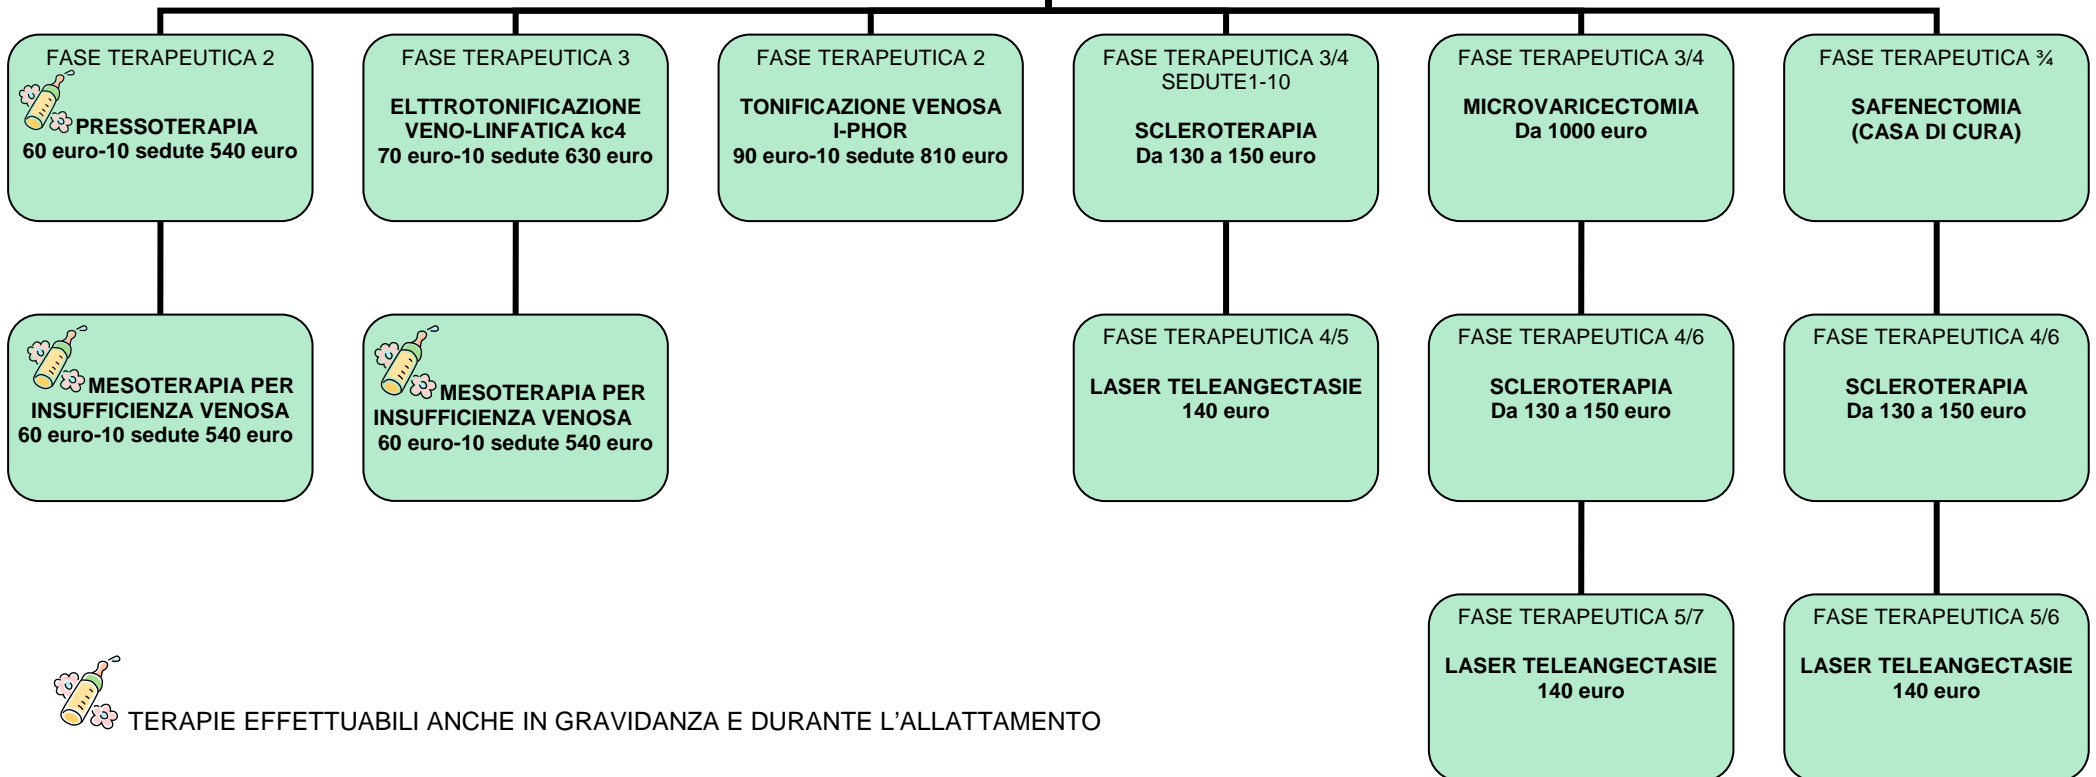 FASE TERAPEUTICA 2
PRESSOTERAPIA
60 euro-10 sedute 540 euro
FASE TERAPEUTICA 3
ELTTROTONIFICAZIONE
VENO-LINFATICA kc4
70 euro-10 sedute 630 euro
FASE TERAPEUTICA 2
TONIFICAZIONE VENOSA
I-PHOR
90 euro-10 sedute 810 euro
FASE TERAPEUTICA 3/4
SEDUTE1-10
SCLEROTERAPIA
Da 130 a 150 euro
FASE TERAPEUTICA 3/4
MICROVARICECTOMIA
Da 1000 euro
FASE TERAPEUTICA ¾
SAFENECTOMIA
(CASA DI CURA)
MESOTERAPIA PER
INSUFFICIENZA VENOSA
60 euro-10 sedute 540 euro
MESOTERAPIA PER
INSUFFICIENZA VENOSA
60 euro-10 sedute 540 euro
FASE TERAPEUTICA 4/5
LASER TELEANGECTASIE
140 euro
FASE TERAPEUTICA 4/6
SCLEROTERAPIA
Da 130 a 150 euro
FASE TERAPEUTICA 4/6
SCLEROTERAPIA
Da 130 a 150 euro
FASE TERAPEUTICA 5/7
LASER TELEANGECTASIE
140 euro
FASE TERAPEUTICA 5/6
LASER TELEANGECTASIE
140 euro
TERAPIE EFFETTUABILI ANCHE IN GRAVIDANZA E DURANTE L’ALLATTAMENTO